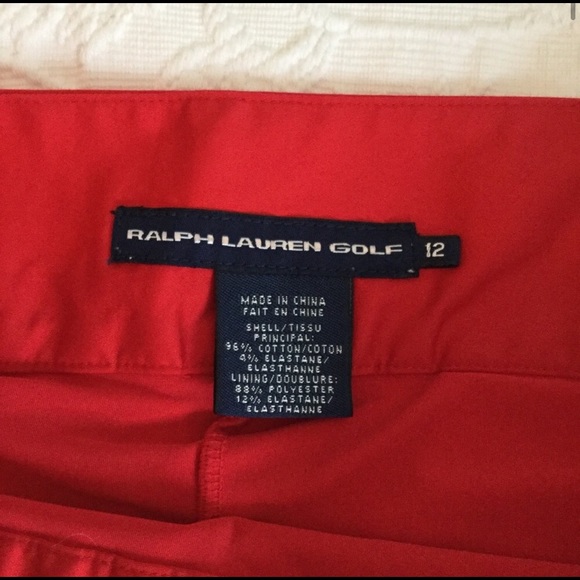 RALPH LAUREN GOLF 12
MADE IN CHINA
FAIT EN CHINE
SHELL/TISSU
PRINCIPAL:
96% COTTON/COTON
4% ELASTANE/
ELASTHANNE
LINING/DOUBLURE:
88% POLYESTER
12% ELASTANE/
ELASTHANNE